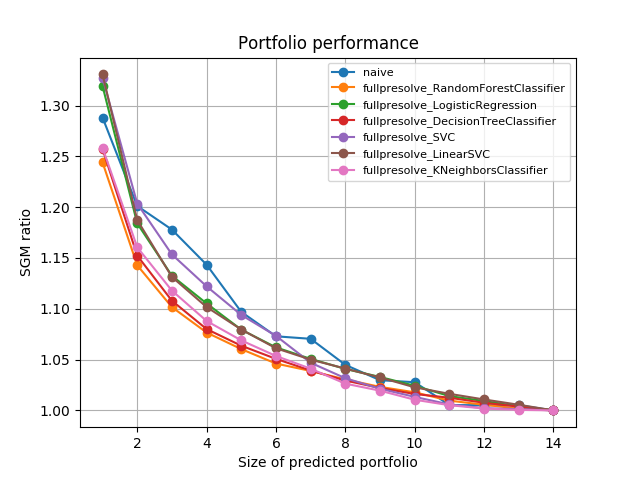 Portfolio performance
naive
fullpresolve_RandomForestClassifier
fullpresolve_LogisticRegression
fullpresolve_DecisionTreeClassifier
fullpresolve_SVC
fullpresolve_LinearSVC
fullpresolve_KNeighborsClassifier
SGM ratio
1.30
1.25
1.20
1.15
1.10
1.05
1.00
2 4 6 8 10 12 14
Size of predicted portfolio